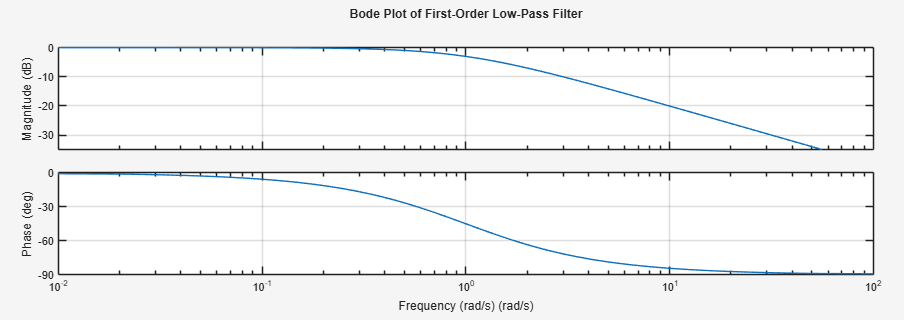 Bode Plot of First-Order Low-Pass Filter
Magnitude (dB)
0
-10
-20
-30
Phase (deg)
0
-30
-60
-90
10⁻² 10⁻¹ 10⁰ 10¹ 10²
Frequency (rad/s) (rad/s)